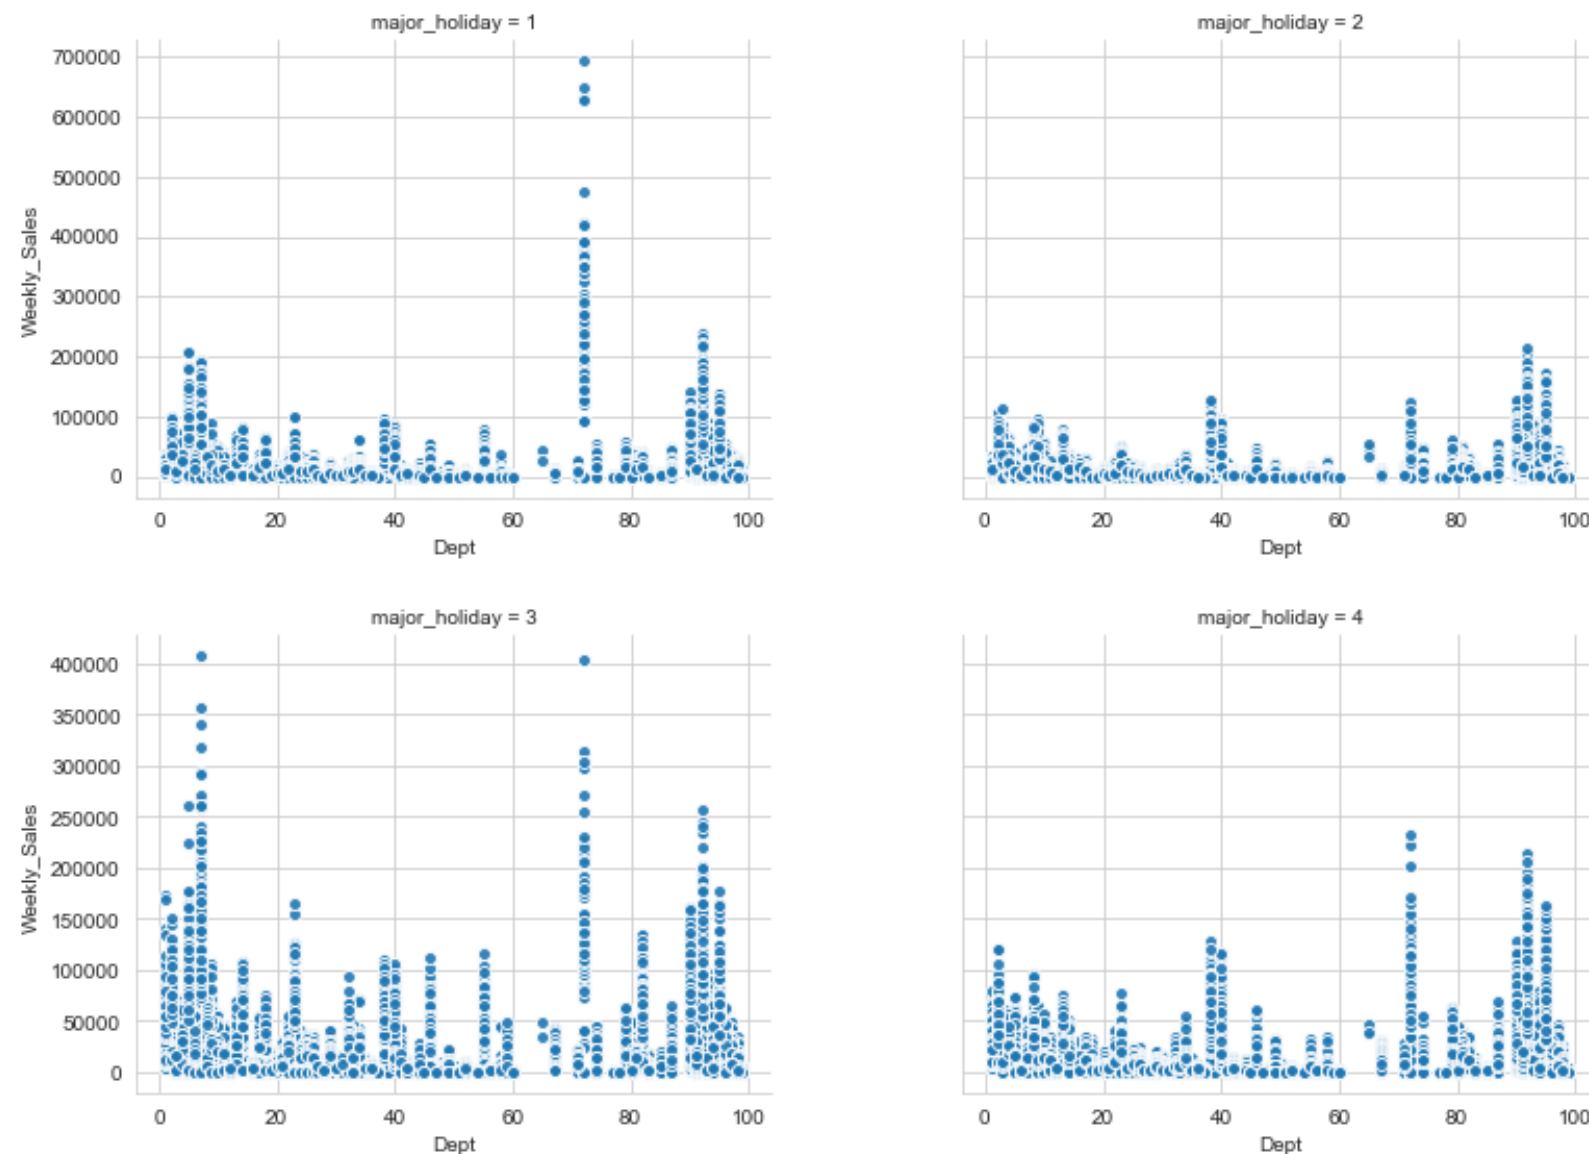 major_holiday = 1
major_holiday = 2
700000
600000
500000
400000
300000
200000
100000
0
Weekly_Sales
0 20 40 60 80 100
Dept
0 20 40 60 80 100
Dept
major_holiday = 3
major_holiday = 4
400000
350000
300000
250000
200000
150000
100000
50000
0
Weekly_Sales
0 20 40 60 80 100
Dept
0 20 40 60 80 100
Dept